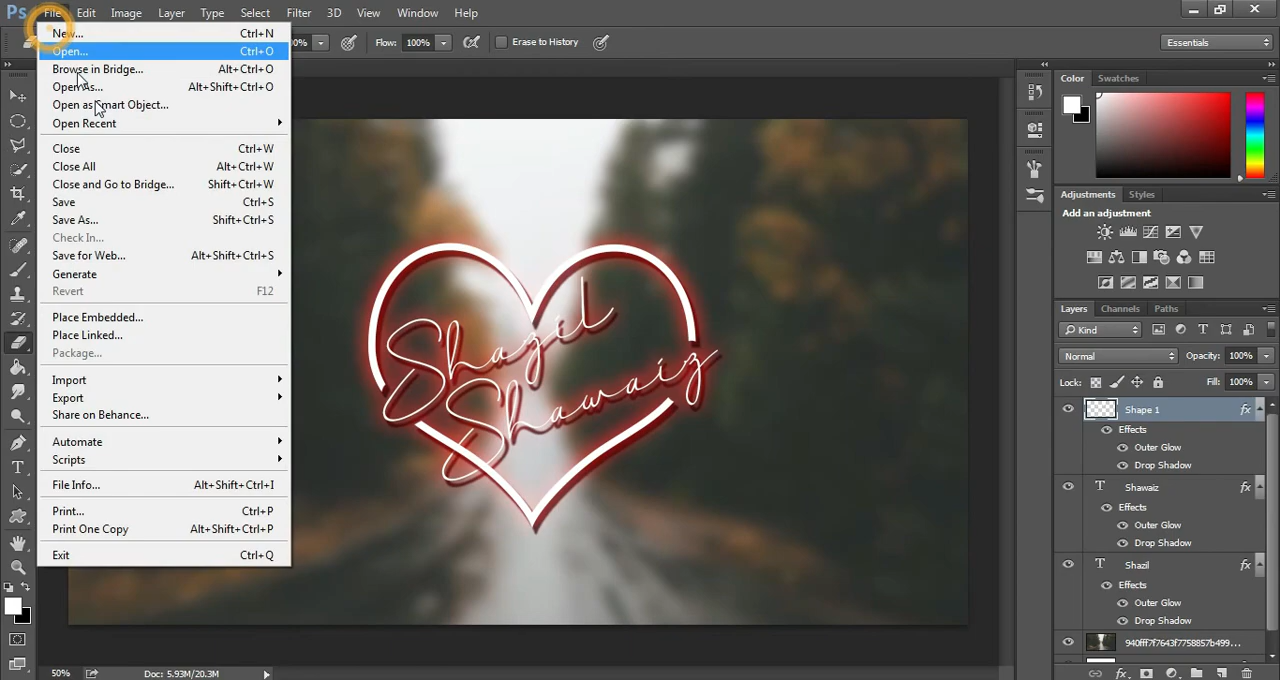 Ps File Edit Image Layer Type Select Filter 3D View Window Help
Flow: 100% Erase to History Essentials
New... Ctrl+N
Open... Ctrl+O
Browse in Bridge... Alt+Ctrl+O
Open As... Alt+Shift+Ctrl+O
Open as Smart Object...
Open Recent
Close Ctrl+W
Close All Alt+Ctrl+W
Close and Go to Bridge... Shift+Ctrl+W
Save Ctrl+S
Save As... Shift+Ctrl+S
Check In...
Save for Web... Alt+Shift+Ctrl+S
Generate
Revert F12
Place Embedded...
Place Linked...
Package...
Import
Export
Share on Behance...
Automate
Scripts
File Info... Alt+Shift+Ctrl+I
Print... Ctrl+P
Print One Copy Alt+Shift+Ctrl+P
Exit Ctrl+Q
Shazil
Shawaiz
50% Doc: 5.93M/20.3M
Color Swatches
Adjustments Styles
Add an adjustment
Layers Channels Paths
Kind
Normal Opacity: 100%
Lock: Fill: 100%
Shape 1 fx
Effects
Outer Glow
Drop Shadow
T Shawaiz fx
Effects
Outer Glow
Drop Shadow
T Shazil fx
Effects
Outer Glow
Drop Shadow
940fff7f7643f7758857b499...
fx